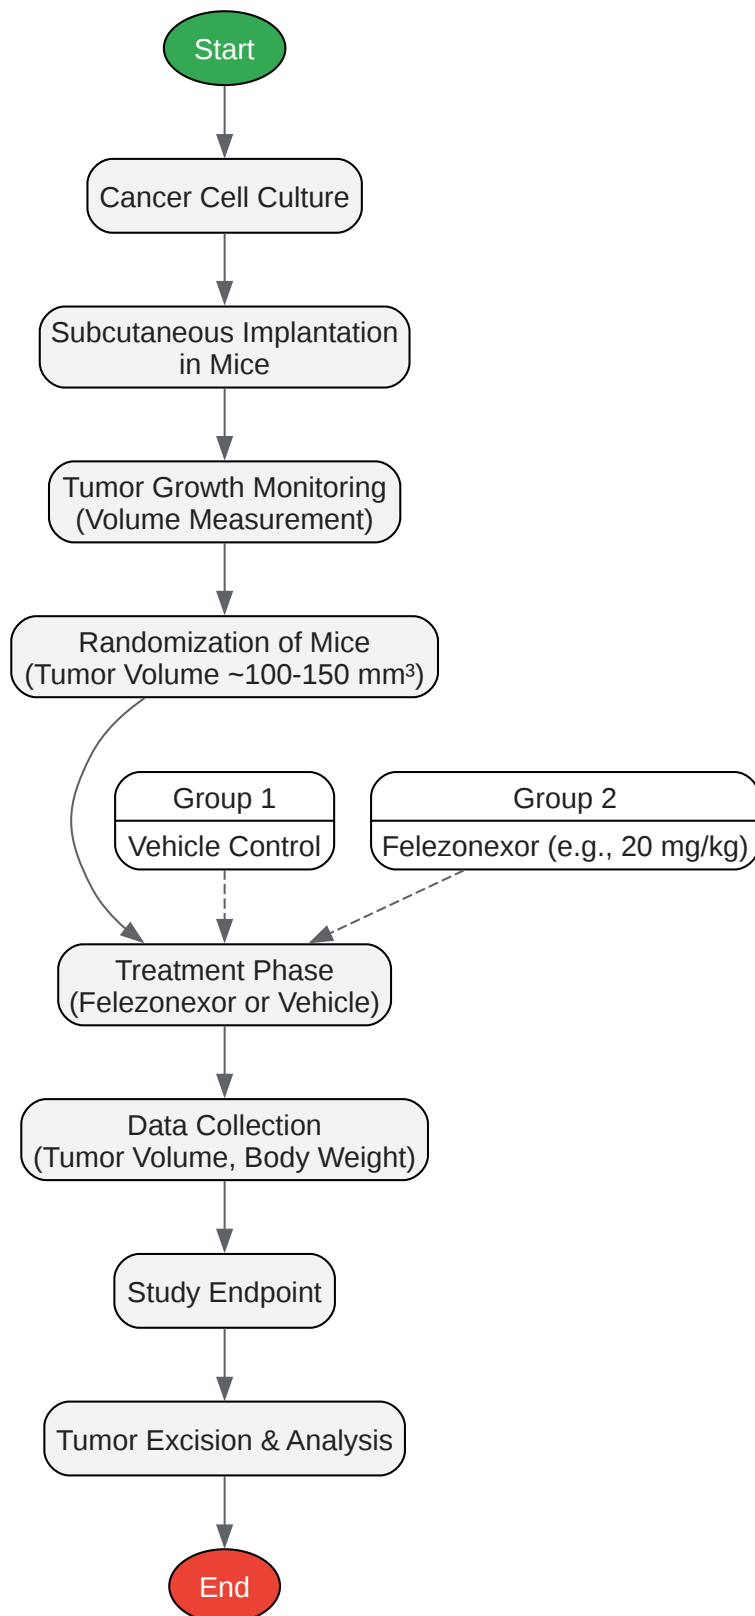 Start
Cancer Cell Culture
Subcutaneous Implantation
in Mice
Tumor Growth Monitoring
(Volume Measurement)
Randomization of Mice
(Tumor Volume ~100-150 mm³)
Group 1
Vehicle Control
Group 2
Felezonexor (e.g., 20 mg/kg)
Treatment Phase
(Felezonexor or Vehicle)
Data Collection
(Tumor Volume, Body Weight)
Study Endpoint
Tumor Excision & Analysis
End